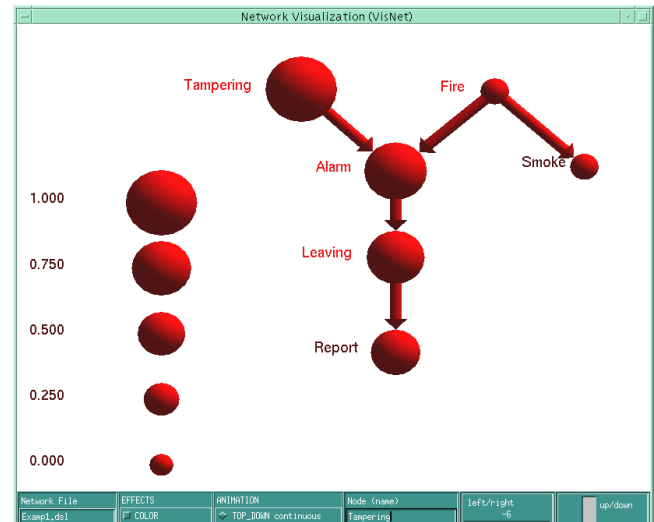 Network Visualization (VisNet)
Tampering
Fire
Alarm
Smoke
1.000
Leaving
0.750
0.500
Report
0.250
0.000
Network File EFFECTS ANIMATION Node (name) left/right up/down
Examp1.dsl COLOR TOP_DOWN continuous Tampering -6